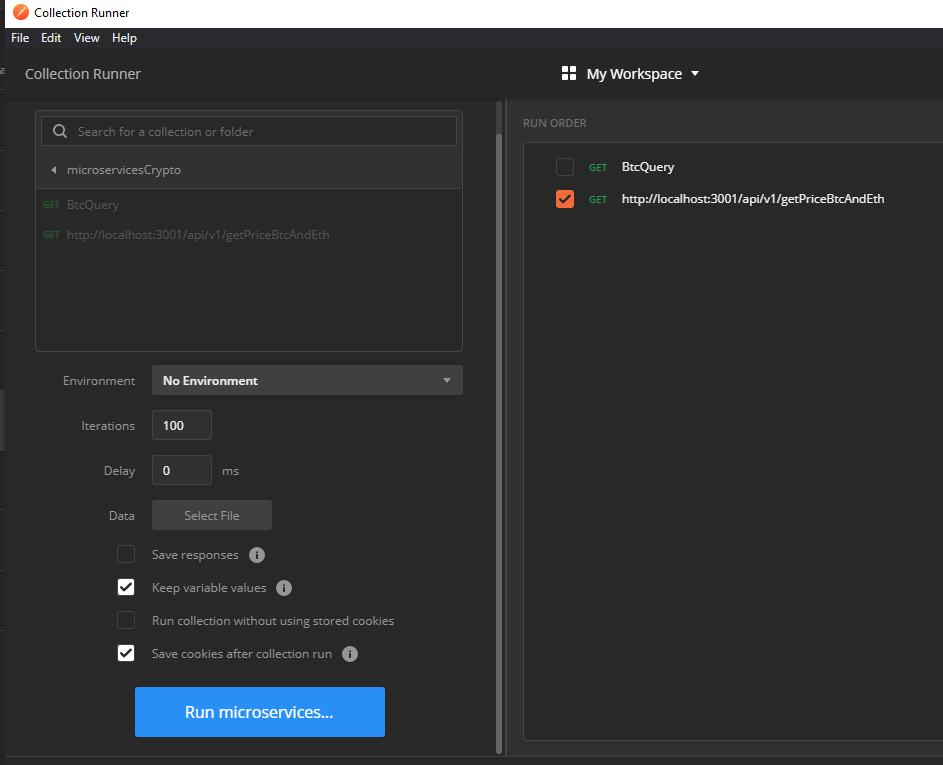 Collection Runner
File Edit View Help
Collection Runner
My Workspace
Search for a collection or folder
microservicesCrypto
GET BtcQuery
GET http://localhost:3001/api/v1/getPriceBtcAndEth
Environment No Environment
Iterations 100
Delay 0 ms
Data Select File
Save responses
Keep variable values
Run collection without using stored cookies
Save cookies after collection run
Run microservices...
RUN ORDER
GET BtcQuery
GET http://localhost:3001/api/v1/getPriceBtcAndEth